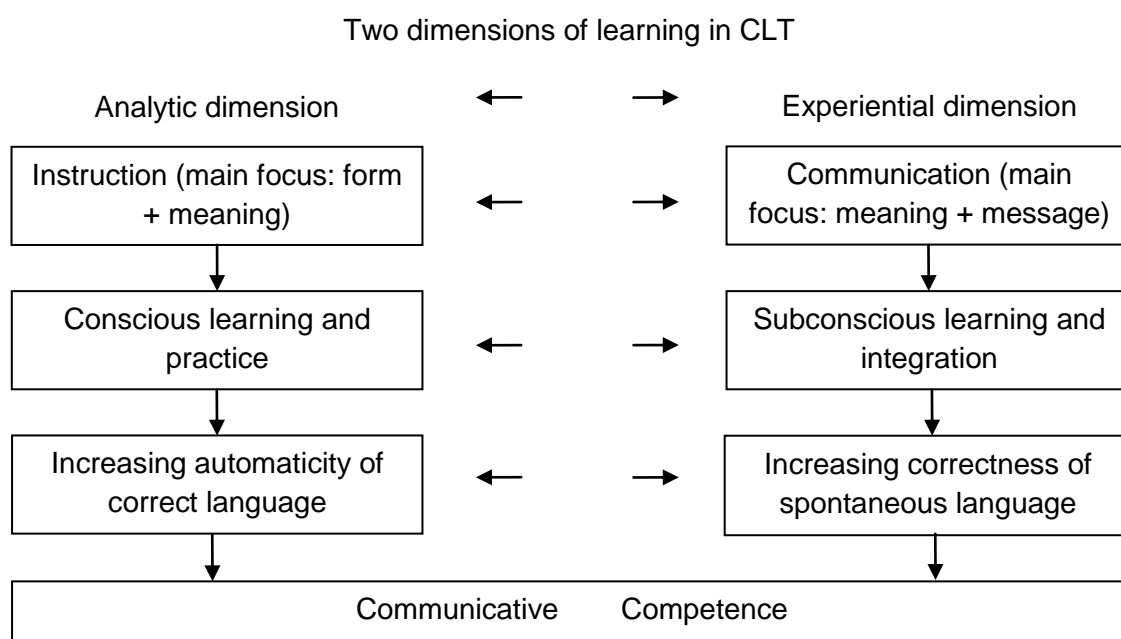 Two dimensions of learning in CLT
Analytic dimension
Experiential dimension
Instruction (main focus: form
+ meaning)
Communication (main
focus: meaning + message)
Conscious learning and
practice
Subconscious learning and
integration
Increasing automaticity of
correct language
Increasing correctness of
spontaneous language
Communicative Competence